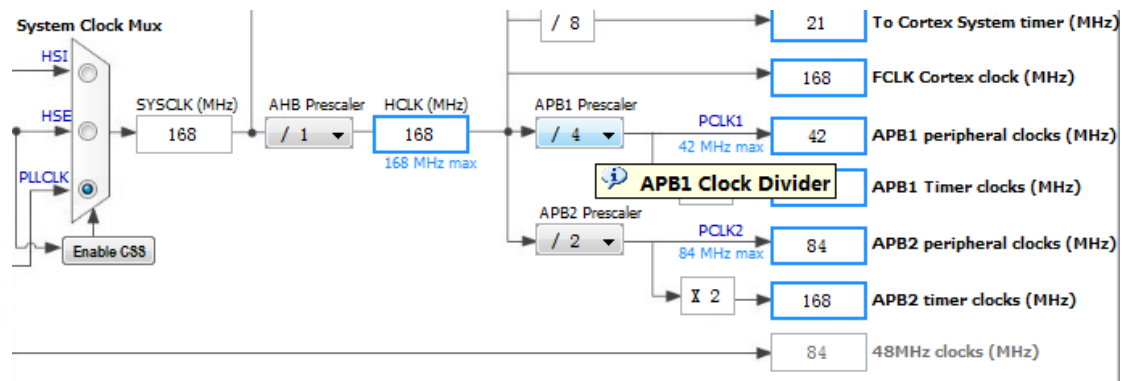 System Clock Mux
/ 8
21
To Cortex System timer (MHz)
HSI
168
FCLK Cortex clock (MHz)
HSE
SYSCLK (MHz)
AHB Prescaler
HCLK (MHz)
APB1 Prescaler
168
/ 1
168
/ 4
PCLK1
42
APB1 peripheral clocks (MHz)
168 MHz max
42 MHz max
PLLCLK
APB1 Clock Divider
APB1 Timer clocks (MHz)
APB2 Prescaler
Enable CSS
/ 2
PCLK2
84
APB2 peripheral clocks (MHz)
84 MHz max
X 2
168
APB2 timer clocks (MHz)
84
48MHz clocks (MHz)